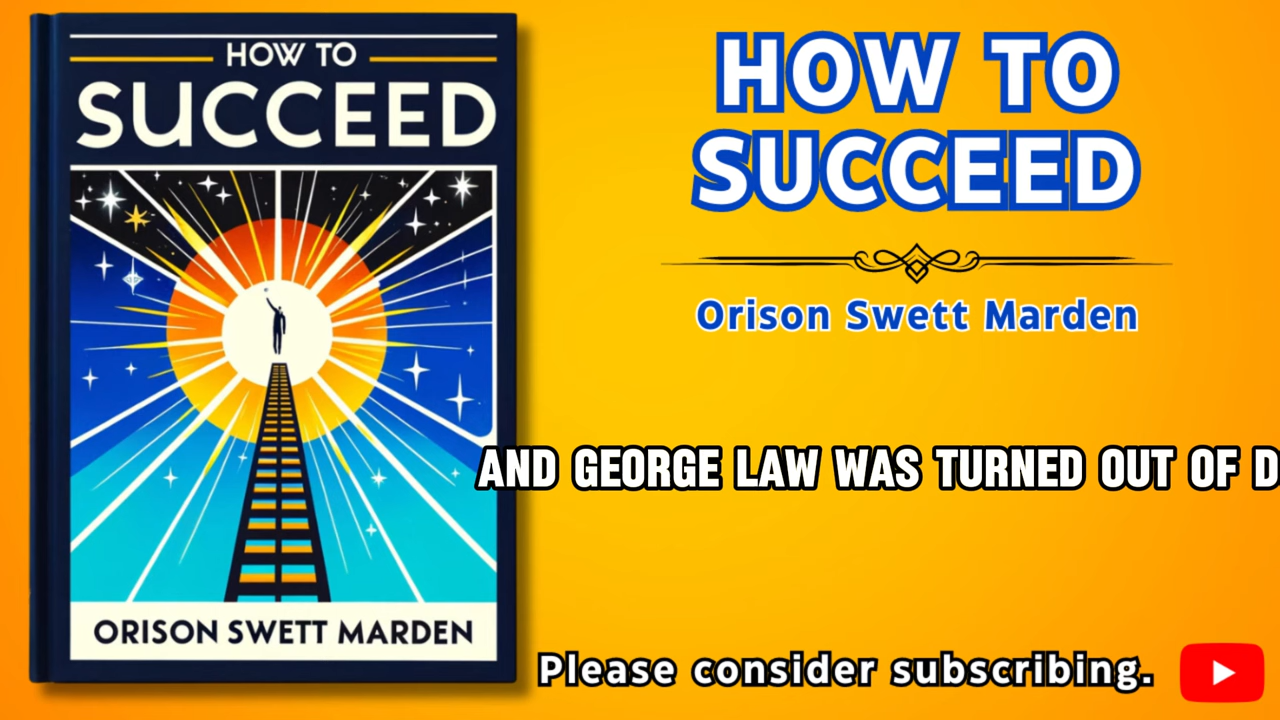 HOW TO
SUCCEED
ORISON SWETT MARDEN
HOW TO
SUCCEED
Orison Swett Marden
AND GEORGE LAW WAS TURNED OUT OF
Please consider subscribing.